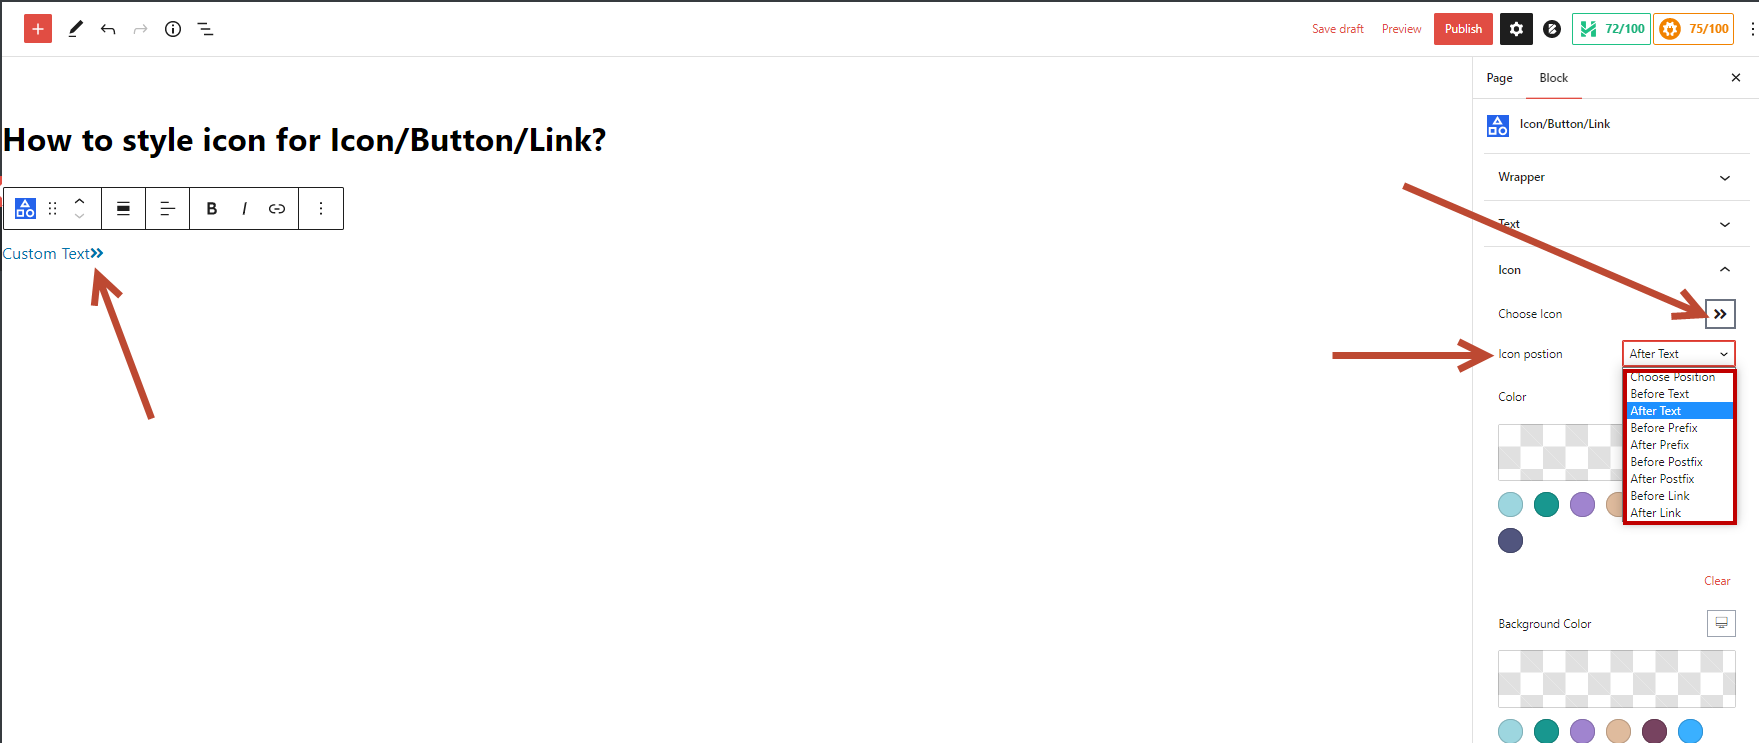 Save draft
Preview
Publish
72/100
75/100
Page
Block
Icon/Button/Link
How to style icon for Icon/Button/Link?
Wrapper
B I
Text
Custom Text
Icon
Choose Icon
Icon postion
After Text
Choose Position
Before Text
After Text
Before Prefix
After Prefix
Before Postfix
After Postfix
Before Link
After Link
Color
Clear
Background Color